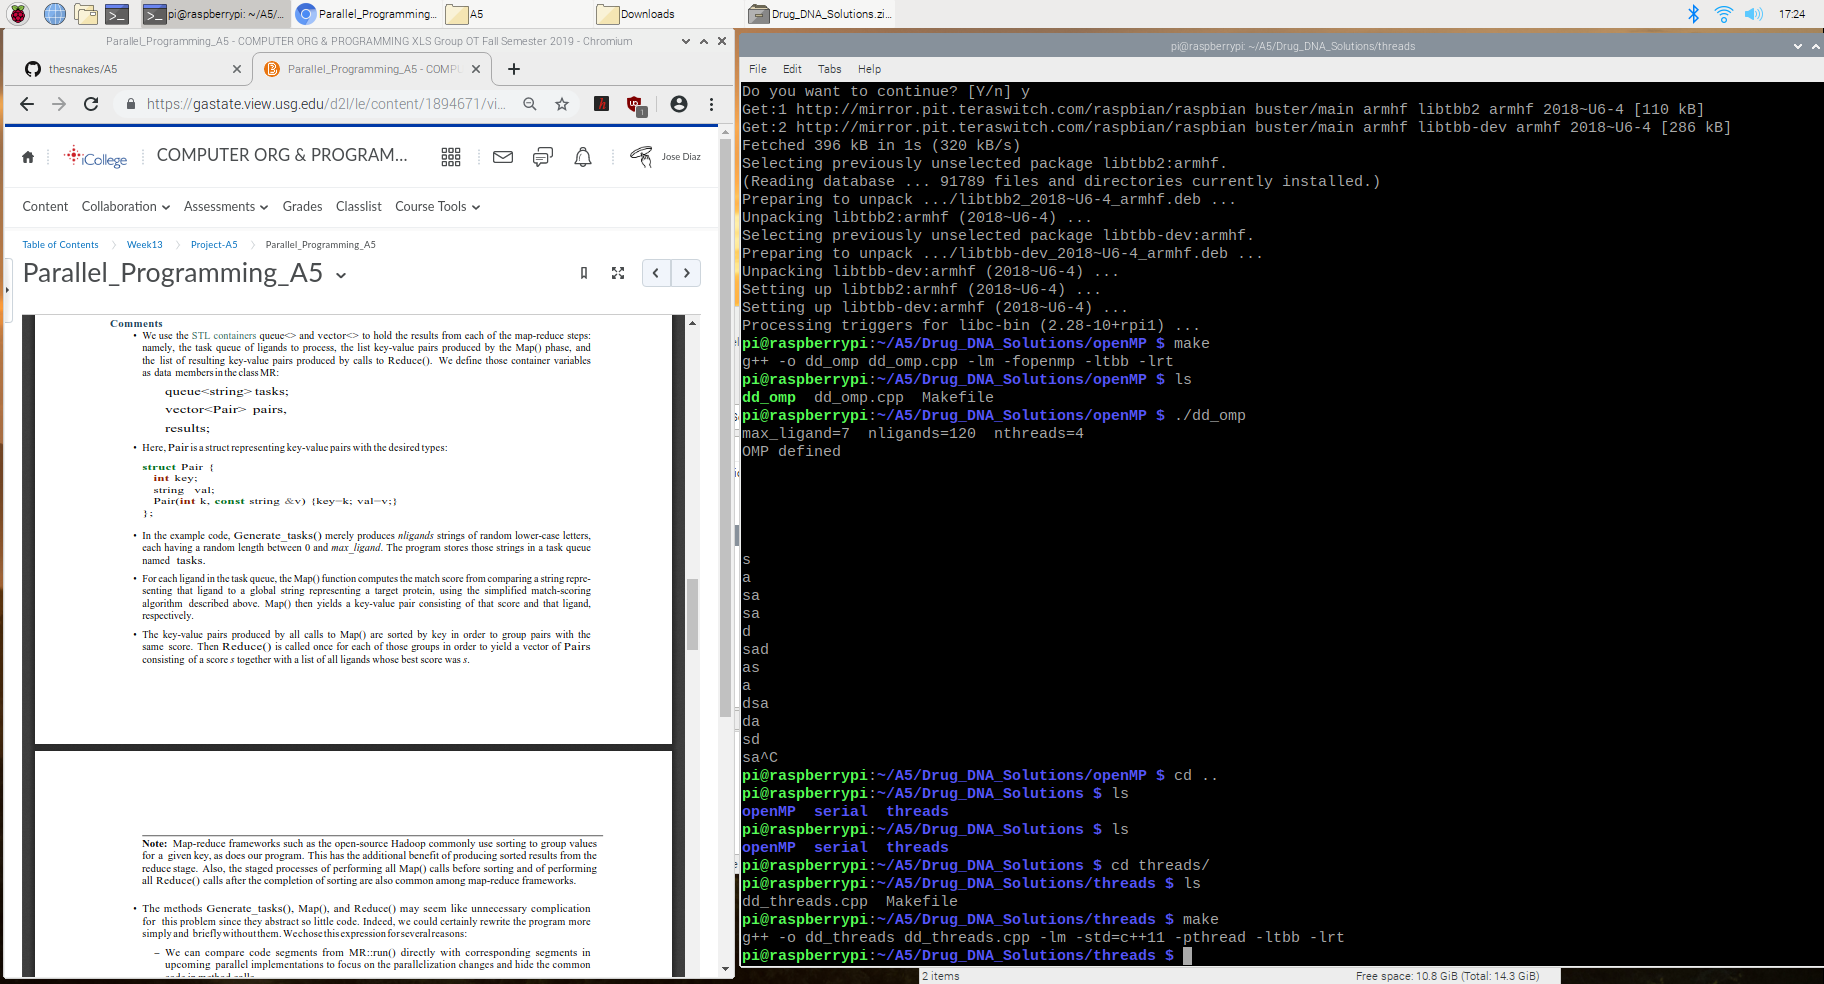 pi@raspberrypi: ~/A5/...
Parallel_Programming...
A5
Downloads
Drug_DNA_Solutions.zi...
17:24
Parallel_Programming_A5 - COMPUTER ORG & PROGRAMMING XLS Group OT Fall Semester 2019 - Chromium
thesnakes/A5
Parallel_Programming_A5 - COMPU
https://gastate.view.usg.edu/d2l/le/content/1894671/vi...
iCollege
COMPUTER ORG & PROGRAM...
Jose Diaz
Content
Collaboration
Assessments
Grades
Classlist
Course Tools
Table of Contents
Week13
Project-A5
Parallel_Programming_A5
Parallel_Programming_A5
Comments
• We use the STL containers queue<> and vector<> to hold the results from each of the map-reduce steps:
namely, the task queue of ligands to process, the list key-value pairs produced by the Map() phase, and
the list of resulting key-value pairs produced by calls to Reduce(). We define those container variables
as data members in the class MR:
queue<string> tasks;
vector<Pair> pairs,
results;
• Here, Pair is a struct representing key-value pairs with the desired types:
struct Pair {
int key;
string val;
Pair(int k, const string &v) {key=k; val=v;}
};
• In the example code, Generate_tasks() merely produces nligands strings of random lower-case letters,
each having a random length between 0 and max_ligand. The program stores those strings in a task queue
named tasks.
• For each ligand in the task queue, the Map() function computes the match score from comparing a string repre-
senting that ligand to a global string representing a target protein, using the simplified match-scoring
algorithm described above. Map() then yields a key-value pair consisting of that score and that ligand,
respectively.
• The key-value pairs produced by all calls to Map() are sorted by key in order to group pairs with the
same score. Then Reduce() is called once for each of those groups in order to yield a vector of Pairs
consisting of a score s together with a list of all ligands whose best score was s.
Note: Map-reduce frameworks such as the open-source Hadoop commonly use sorting to group values
for a given key, as does our program. This has the additional benefit of producing sorted results from the
reduce stage. Also, the staged processes of performing all Map() calls before sorting and of performing
all Reduce() calls after the completion of sorting are also common among map-reduce frameworks.
• The methods Generate_tasks(), Map(), and Reduce() may seem like unnecessary complication
for this problem since they abstract so little code. Indeed, we could certainly rewrite the program more
simply and briefly without them. We chose this expression for several reasons:
– We can compare code segments from MR::run() directly with corresponding segments in
upcoming parallel implementations to focus on the parallelization changes and hide the common
pi@raspberrypi: ~/A5/Drug_DNA_Solutions/threads
File Edit Tabs Help
Do you want to continue? [Y/n] y
Get:1 http://mirror.pit.teraswitch.com/raspbian/raspbian buster/main armhf libtbb2 armhf 2018~U6-4 [110 kB]
Get:2 http://mirror.pit.teraswitch.com/raspbian/raspbian buster/main armhf libtbb-dev armhf 2018~U6-4 [286 kB]
Fetched 396 kB in 1s (320 kB/s)
Selecting previously unselected package libtbb2:armhf.
(Reading database ... 91789 files and directories currently installed.)
Preparing to unpack .../libtbb2_2018~U6-4_armhf.deb ...
Unpacking libtbb2:armhf (2018~U6-4) ...
Selecting previously unselected package libtbb-dev:armhf.
Preparing to unpack .../libtbb-dev_2018~U6-4_armhf.deb ...
Unpacking libtbb-dev:armhf (2018~U6-4) ...
Setting up libtbb2:armhf (2018~U6-4) ...
Setting up libtbb-dev:armhf (2018~U6-4) ...
Processing triggers for libc-bin (2.28-10+rpi1) ...
pi@raspberrypi:~/A5/Drug_DNA_Solutions/openMP $ make
g++ -o dd_omp dd_omp.cpp -lm -fopenmp -ltbb -lrt
pi@raspberrypi:~/A5/Drug_DNA_Solutions/openMP $ ls
dd_omp dd_omp.cpp Makefile
pi@raspberrypi:~/A5/Drug_DNA_Solutions/openMP $ ./dd_omp
max_ligand=7 nligands=120 nthreads=4
OMP defined
s
a
sa
sa
d
sad
as
a
dsa
da
sd
sa^C
pi@raspberrypi:~/A5/Drug_DNA_Solutions/openMP $ cd ..
pi@raspberrypi:~/A5/Drug_DNA_Solutions $ ls
openMP serial threads
pi@raspberrypi:~/A5/Drug_DNA_Solutions $ ls
openMP serial threads
pi@raspberrypi:~/A5/Drug_DNA_Solutions $ cd threads/
pi@raspberrypi:~/A5/Drug_DNA_Solutions/threads $ ls
dd_threads.cpp Makefile
pi@raspberrypi:~/A5/Drug_DNA_Solutions/threads $ make
g++ -o dd_threads dd_threads.cpp -lm -std=c++11 -pthread -ltbb -lrt
pi@raspberrypi:~/A5/Drug_DNA_Solutions/threads $
2 items
Free space: 10.8 GiB (Total: 14.3 GiB)